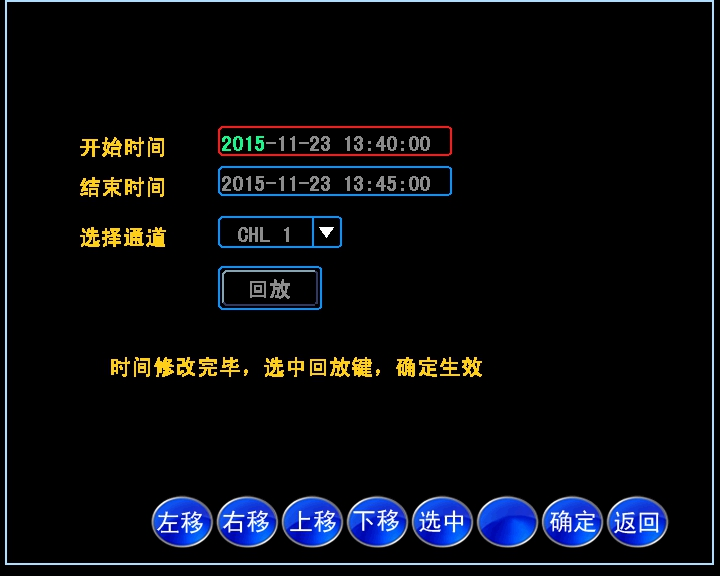 开始时间 2015-11-23 13:40:00
结束时间 2015-11-23 13:45:00
选择通道 CHL 1
回放
时间修改完毕，选中回放键，确定生效
左移 右移 上移 下移 选中 确定 返回